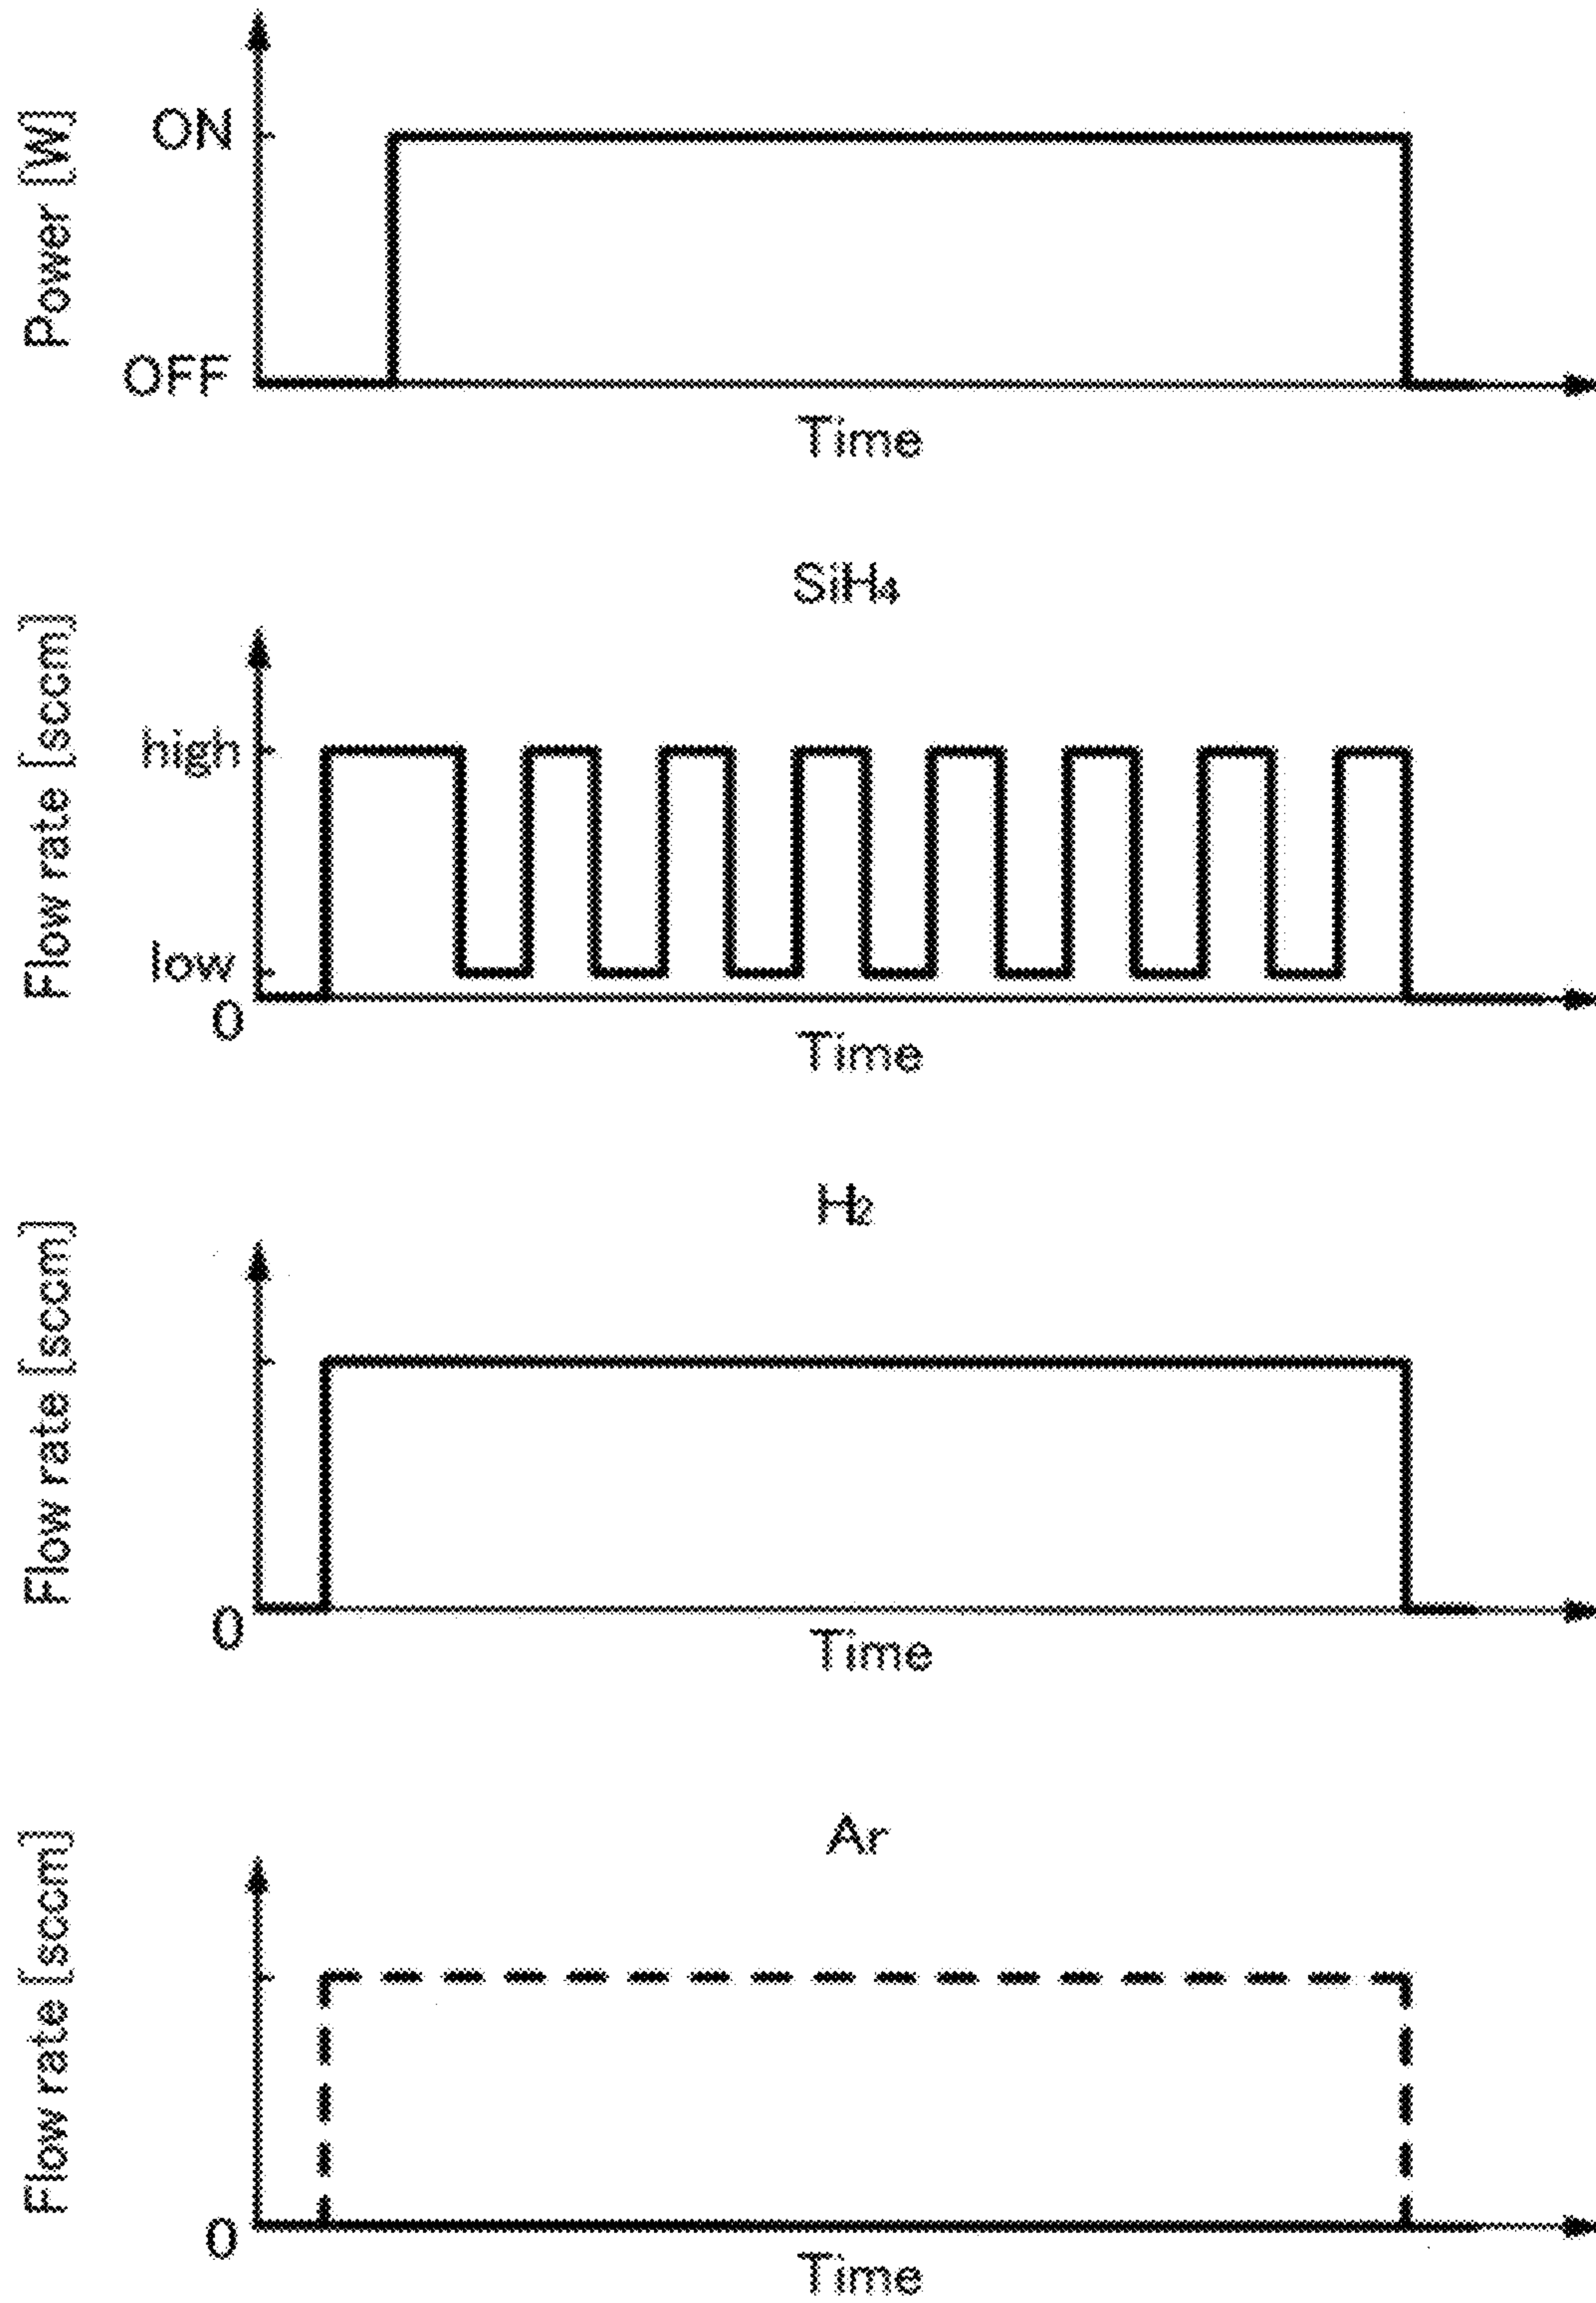 Power [W]
ON
OFF
Time
SiH₄
Flow rate [sccm]
high
low
0
Time
H₂
Flow rate [sccm]
0
Time
Ar
Flow rate [sccm]
0
Time